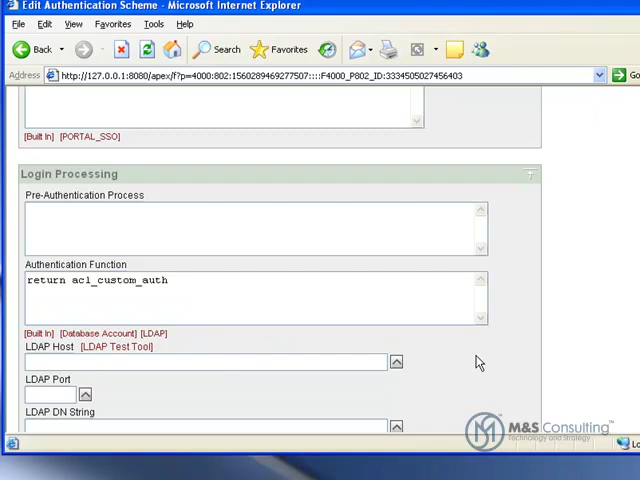 Edit Authentication Scheme - Microsoft Internet Explorer
File Edit View Favorites Tools Help
Back Search Favorites
Address http://127.0.0.1:8080/apex/f?p=4000:802:1560289469277507::::F4000_P802_ID:3334505027456403 Go
[Built In] [PORTAL_SSO]
Login Processing
Pre-Authentication Process
Authentication Function
return acl_custom_auth
[Built In] [Database Account] [LDAP]
LDAP Host [LDAP Test Tool]
LDAP Port
LDAP DN String
M&S Consulting™
Technology and Strategy
Lo